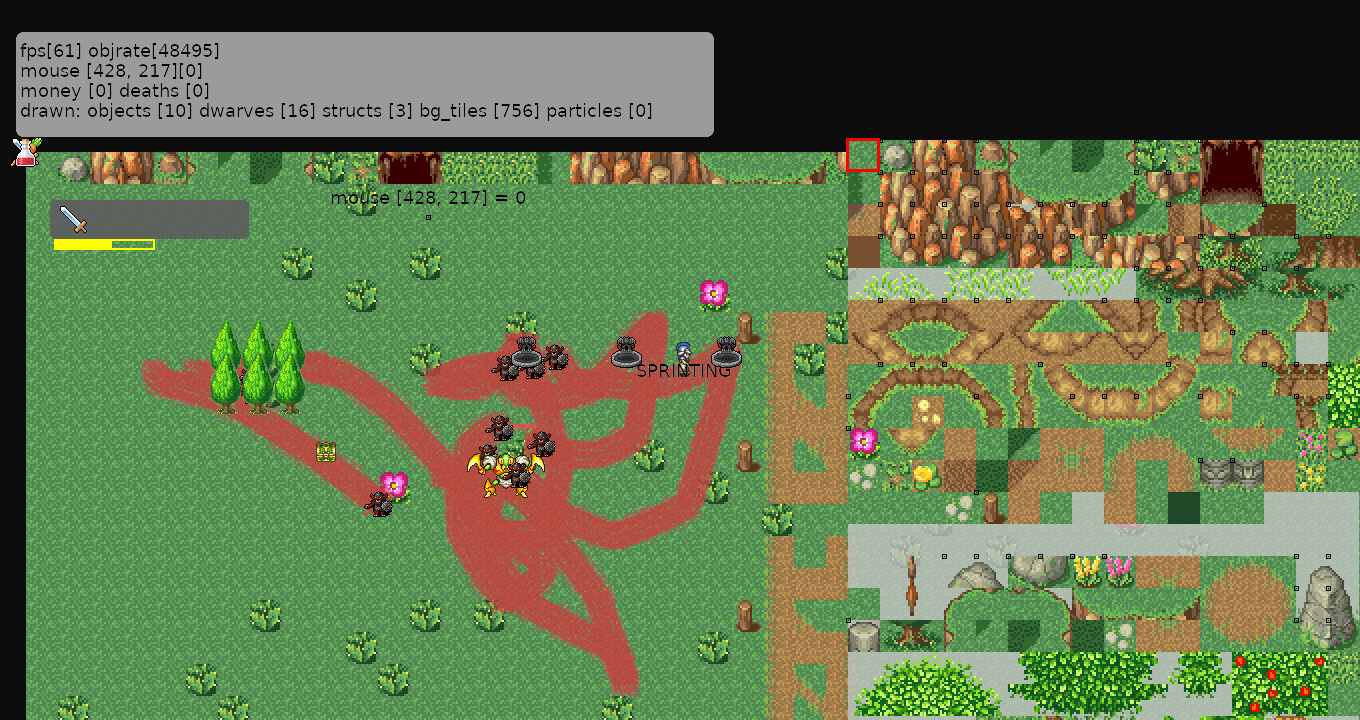 fps[61] objrate[48495]
mouse [428, 217][0]
money [0] deaths [0]
drawn: objects [10] dwarves [16] structs [3] bg_tiles [756] particles [0]
mouse [428, 217] = 0
SPRINTING